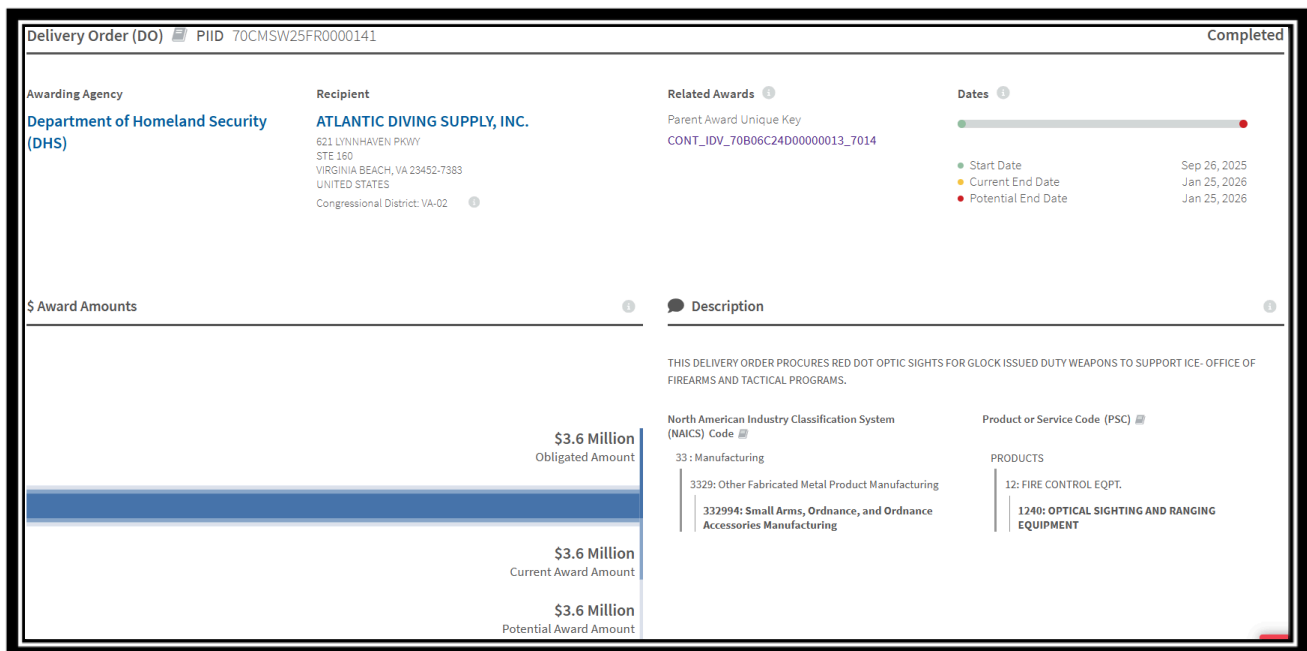 Delivery Order (DO) PIID 70CMSW25FR0000141
Completed
Awarding Agency
Department of Homeland Security
(DHS)
Recipient
ATLANTIC DIVING SUPPLY, INC.
621 LYNNHAVEN PKWY
STE 160
VIRGINIA BEACH, VA 23452-7383
UNITED STATES
Congressional District: VA-02
Related Awards
Parent Award Unique Key
CONT_IDV_70B06C24D00000013_7014
Dates
Start Date Sep 26, 2025
Current End Date Jan 25, 2026
Potential End Date Jan 25, 2026
$ Award Amounts
$3.6 Million
Obligated Amount
$3.6 Million
Current Award Amount
$3.6 Million
Potential Award Amount
Description
THIS DELIVERY ORDER PROCURES RED DOT OPTIC SIGHTS FOR GLOCK ISSUED DUTY WEAPONS TO SUPPORT ICE- OFFICE OF
FIREARMS AND TACTICAL PROGRAMS.
North American Industry Classification System
(NAICS) Code
33 : Manufacturing
3329: Other Fabricated Metal Product Manufacturing
332994: Small Arms, Ordnance, and Ordnance
Accessories Manufacturing
Product or Service Code (PSC)
PRODUCTS
12: FIRE CONTROL EQPT.
1240: OPTICAL SIGHTING AND RANGING
EQUIPMENT